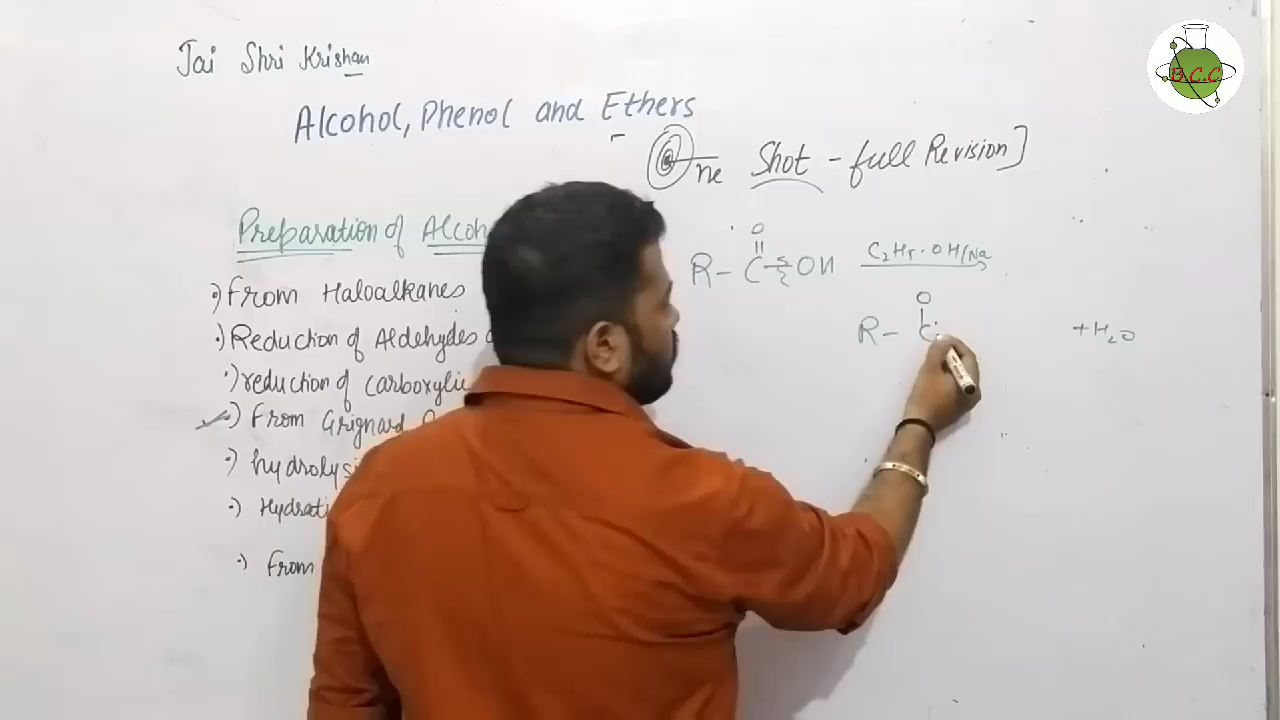 Jai Shri Krishan
Alcohol, Phenol and Ethers
One Shot - full Revision]
Preparation of Alcoh
•) From Haloalkanes
•) Reduction of Aldehydes
•) reduction of carboxylic
•) From Grignard
•) hydrolysi
•) Hydrati
•) From
O
R-C-OH C2H5·OH/Na
O
R-C +H2O
B.C.C